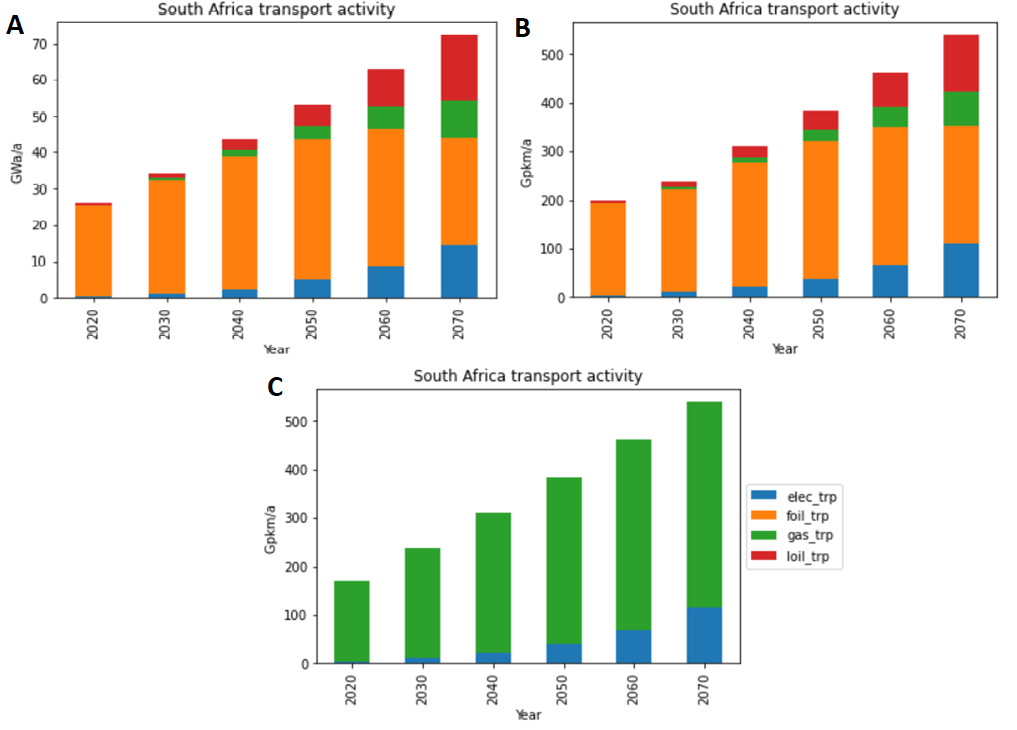 A
South Africa transport activity
GWa/a
70
60
50
40
30
20
10
0
2020
2030
2040
2050
2060
2070
Year
B
South Africa transport activity
Gpkm/a
500
400
300
200
100
0
2020
2030
2040
2050
2060
2070
Year
C
South Africa transport activity
Gpkm/a
500
400
300
200
100
0
2020
2030
2040
2050
2060
2070
Year
elec_trp
foil_trp
gas_trp
loil_trp